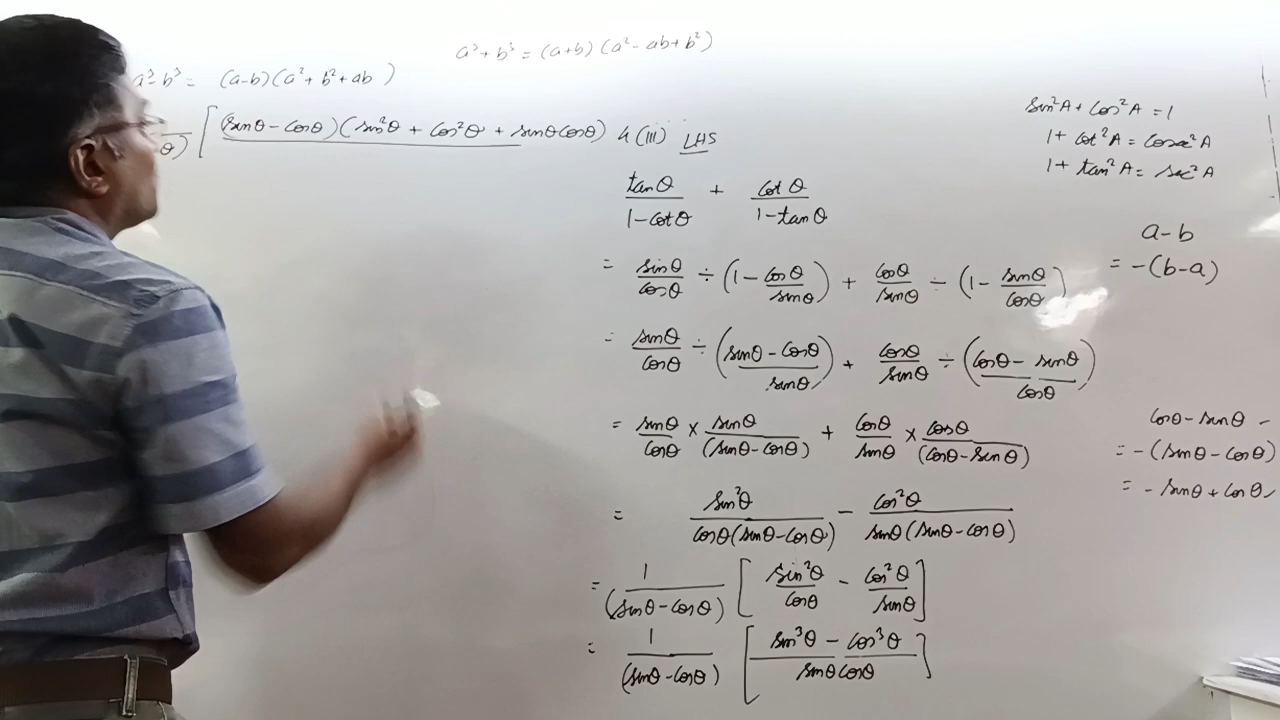 a³ + b³ = (a+b) (a² - ab + b²)
a³ - b³ = (a-b) (a² + b² + ab)
θ) [ (sinθ - cosθ) (sin²θ + cos²θ + sinθ cosθ)
4 (iii) LHS
tanθ / 1 - cotθ + cotθ / 1 - tanθ
= sinθ / cosθ ÷ (1 - cosθ / sinθ) + cosθ / sinθ ÷ (1 - sinθ / cosθ)
= sinθ / cosθ ÷ (sinθ - cosθ / sinθ) + cosθ / sinθ ÷ (cosθ - sinθ / cosθ)
= sinθ / cosθ × sinθ / (sinθ - cosθ) + cosθ / sinθ × cosθ / (cosθ - sinθ)
= sin²θ / cosθ (sinθ - cosθ) - cos²θ / sinθ (sinθ - cosθ)
= 1 / (sinθ - cosθ) [ sin²θ / cosθ - cos²θ / sinθ ]
= 1 / (sinθ - cosθ) [ sin³θ - cos³θ / sinθ cosθ ]
sin²A + cos²A = 1
1 + cot²A = cosec²A
1 + tan²A = sec²A
a - b
= -(b - a)
cosθ - sinθ -
= -(sinθ - cosθ)
= - sinθ + cosθ